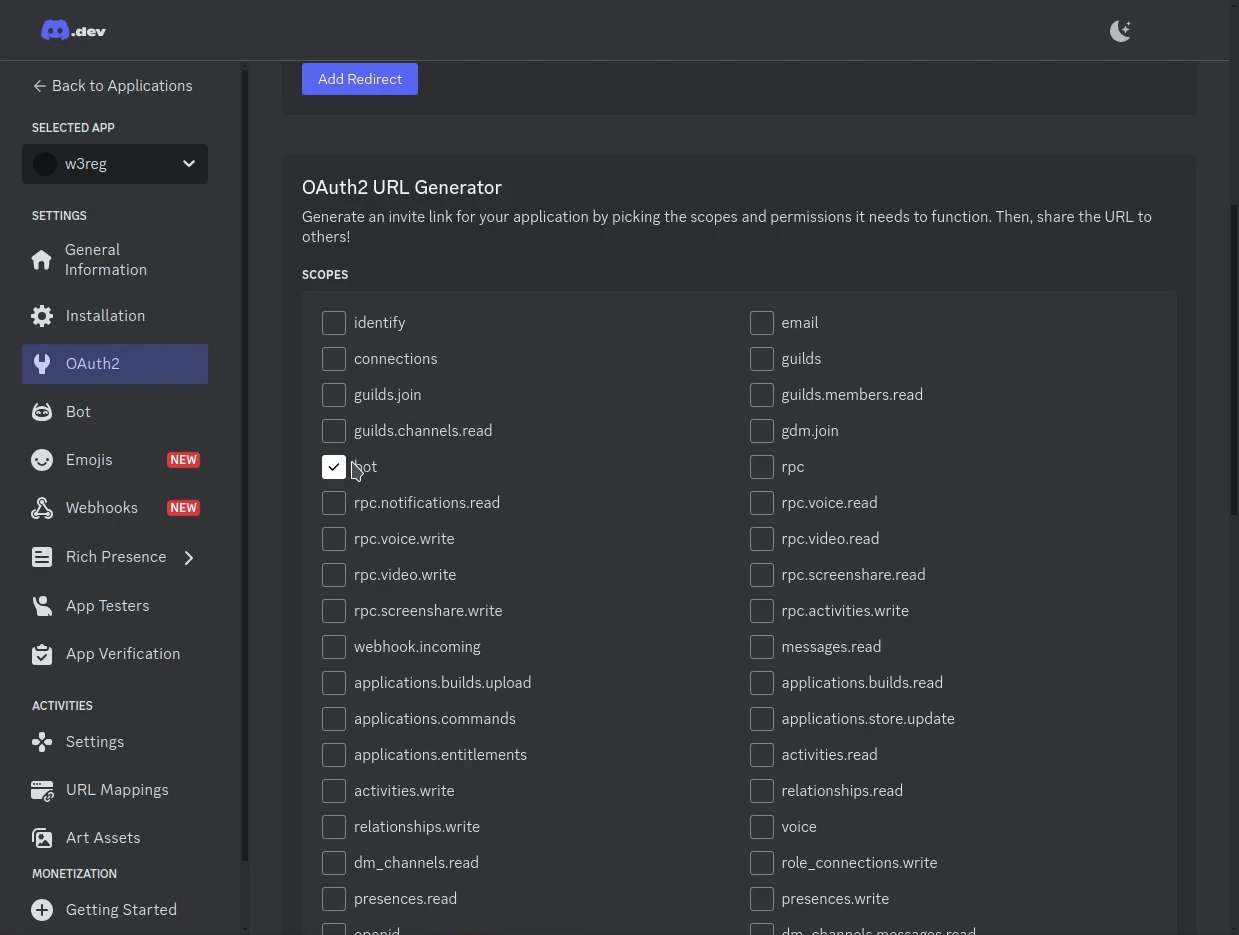 .dev
Back to Applications
SELECTED APP
w3reg
SETTINGS
General
Information
Installation
OAuth2
Bot
Emojis NEW
Webhooks NEW
Rich Presence
App Testers
App Verification
ACTIVITIES
Settings
URL Mappings
Art Assets
MONETIZATION
Getting Started
Add Redirect
OAuth2 URL Generator
Generate an invite link for your application by picking the scopes and permissions it needs to function. Then, share the URL to
others!
SCOPES
identify email
connections guilds
guilds.join guilds.members.read
guilds.channels.read gdm.join
bot rpc
rpc.notifications.read rpc.voice.read
rpc.voice.write rpc.video.read
rpc.video.write rpc.screenshare.read
rpc.screenshare.write rpc.activities.write
webhook.incoming messages.read
applications.builds.upload applications.builds.read
applications.commands applications.store.update
applications.entitlements activities.read
activities.write relationships.read
relationships.write voice
dm_channels.read role_connections.write
presences.read presences.write
openid dm_channels.messages.read